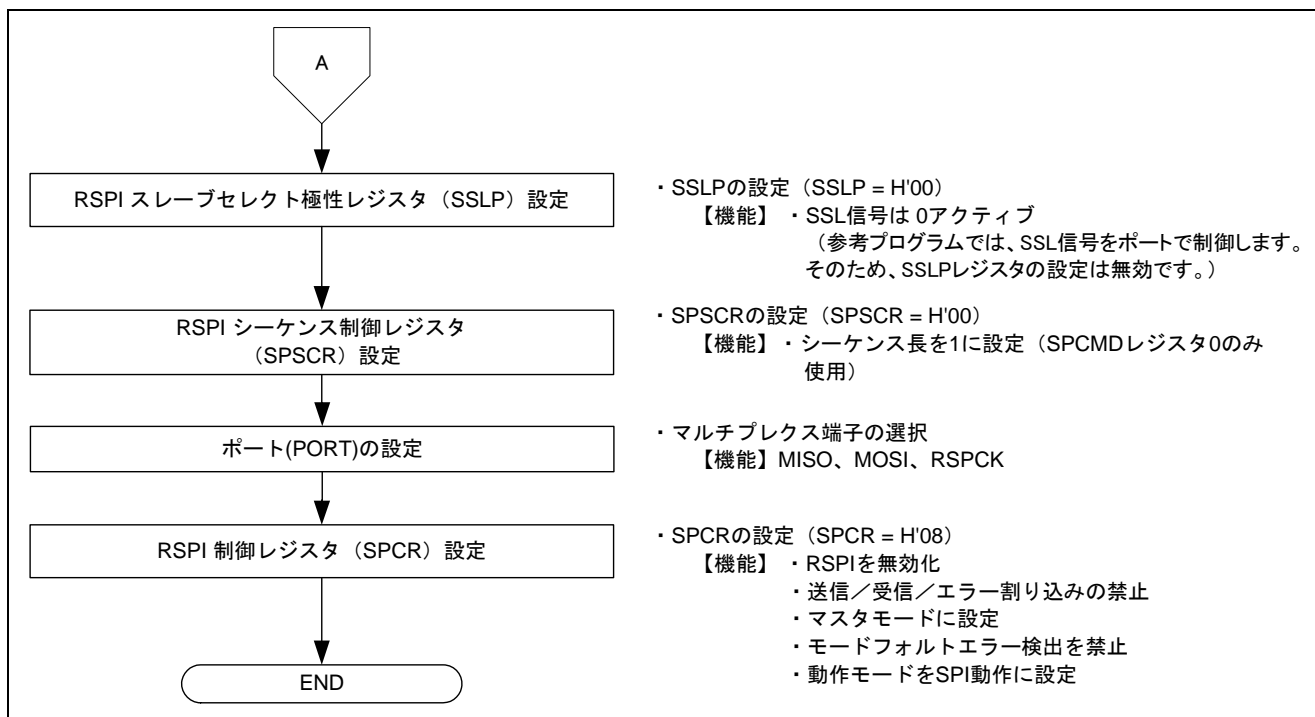 A
RSPI スレーブセレクト極性レジスタ（SSLP）設定
・SSLPの設定（SSLP = H'00）
【機能】 ・SSL信号は 0アクティブ
（参考プログラムでは、SSL信号をポートで制御します。
そのため、SSLPレジスタの設定は無効です。）
RSPI シーケンス制御レジスタ
（SPSCR）設定
・SPSCRの設定（SPSCR = H'00）
【機能】 ・シーケンス長を1に設定（SPCMDレジスタ0のみ
使用）
ポート(PORT)の設定
・マルチプレクス端子の選択
【機能】MISO、MOSI、RSPCK
RSPI 制御レジスタ（SPCR）設定
・SPCRの設定（SPCR = H'08）
【機能】 ・RSPIを無効化
・送信／受信／エラー割り込みの禁止
・マスタモードに設定
・モードフォルトエラー検出を禁止
・動作モードをSPI動作に設定
END